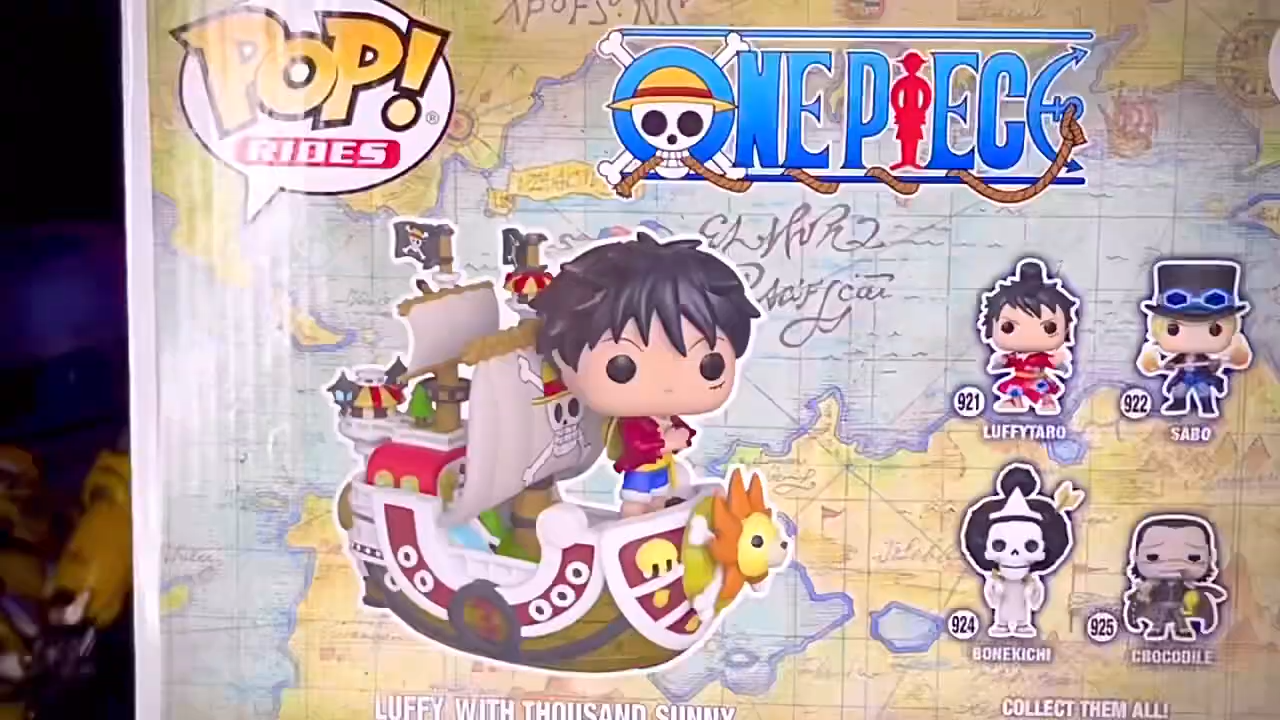 POP!®
RIDES
ONE PIECE
921
LUFFYTARO
922
SABO
924
BONEKICHI
925
CROCODILE
LUFFY WITH THOUSAND SUNNY
COLLECT THEM ALL!